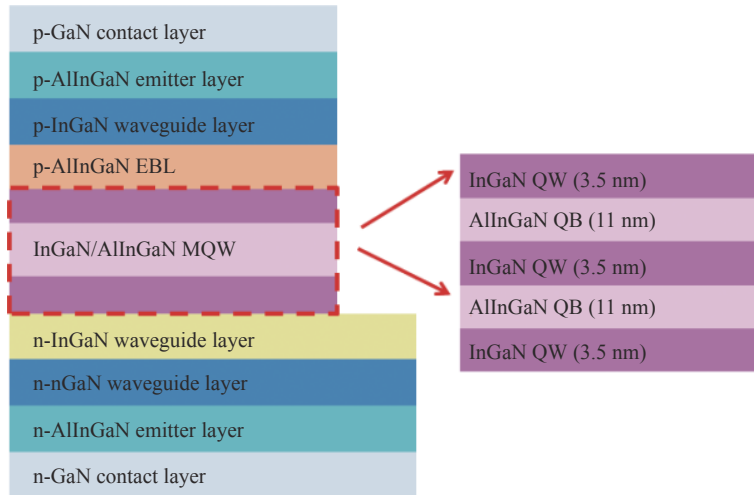 p-GaN contact layer
p-AlInGaN emitter layer
p-InGaN waveguide layer
p-AlInGaN EBL
InGaN/AlInGaN MQW
n-InGaN waveguide layer
n-nGaN waveguide layer
n-AlInGaN emitter layer
n-GaN contact layer
InGaN QW (3.5 nm)
AlInGaN QB (11 nm)
InGaN QW (3.5 nm)
AlInGaN QB (11 nm)
InGaN QW (3.5 nm)